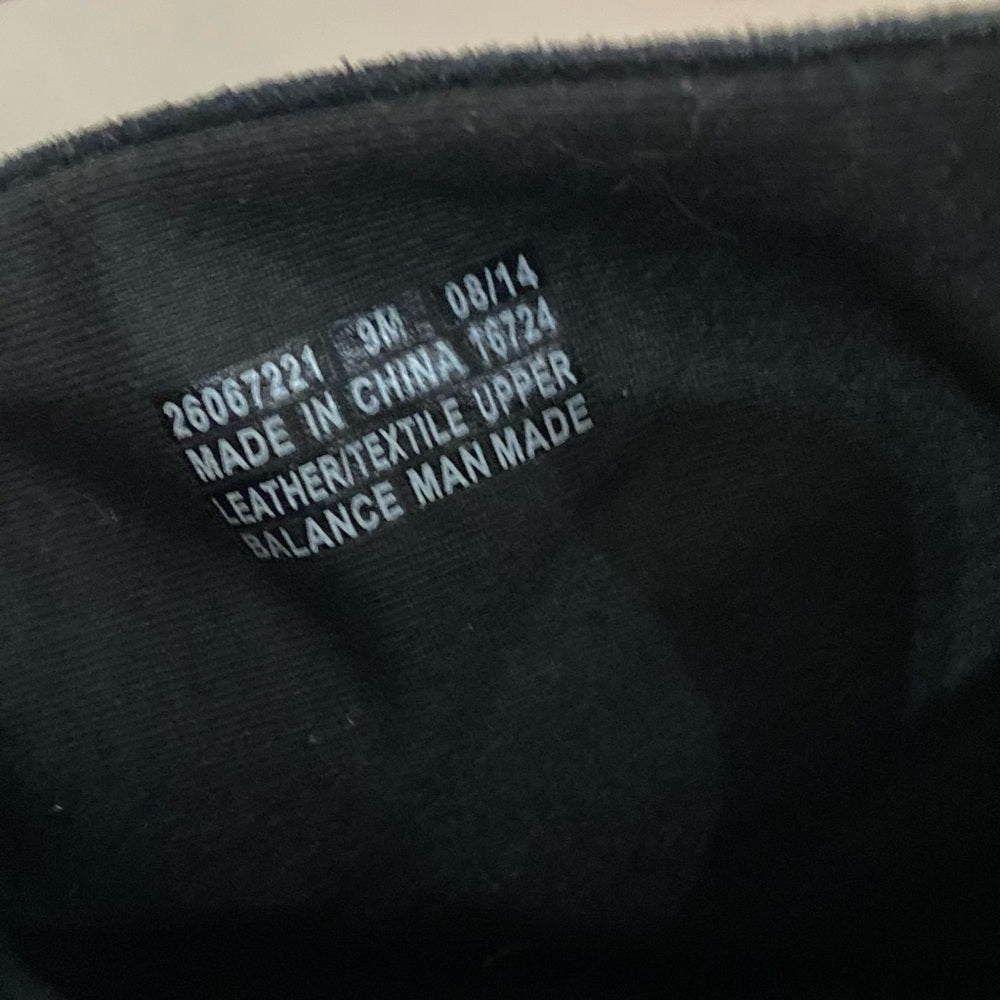 26067221 9M 08/14
MADE IN CHINA 16724
LEATHER/TEXTILE UPPER
BALANCE MAN MADE